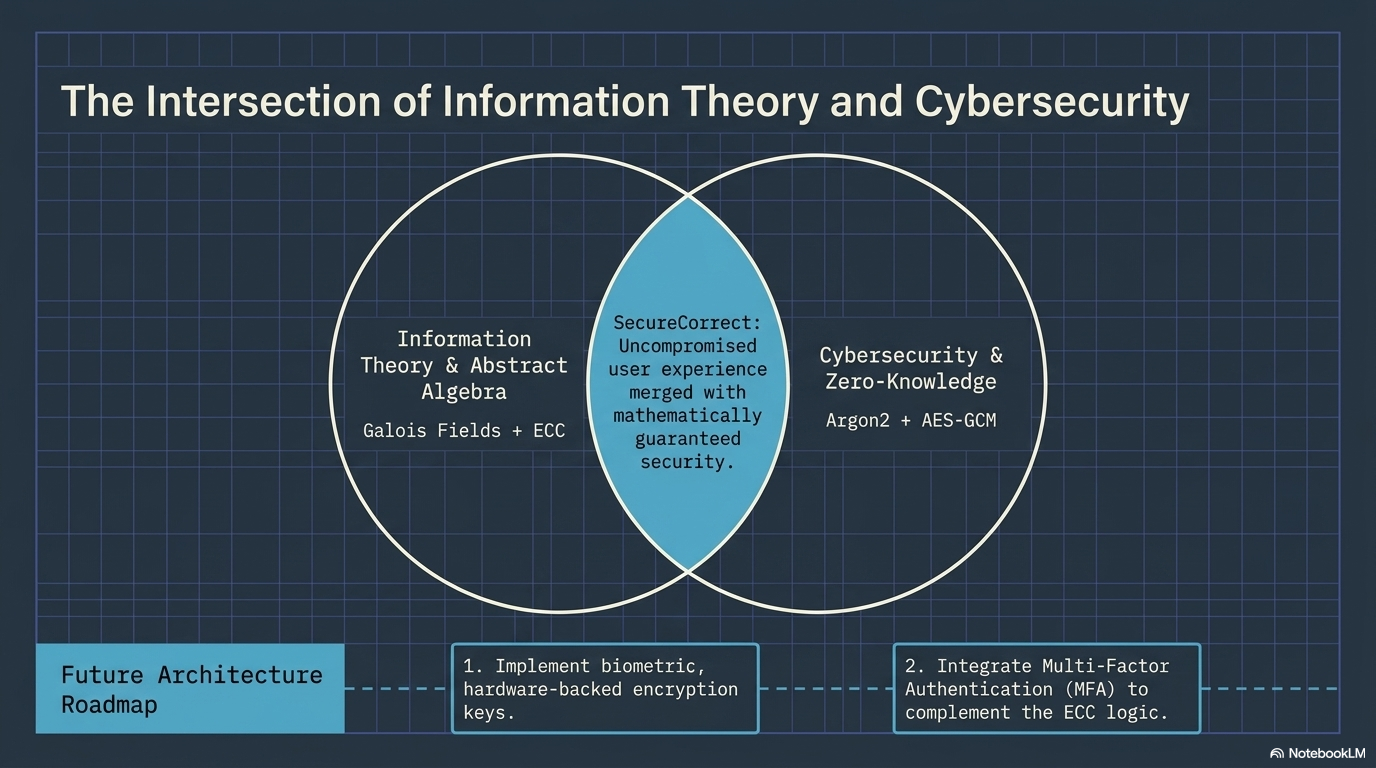 The Intersection of Information Theory and Cybersecurity
Information
Theory & Abstract
Algebra
Galois Fields + ECC
SecureCorrect:
Uncompromised
user experience
merged with
mathematically
guaranteed
security.
Cybersecurity &
Zero-Knowledge
Argon2 + AES-GCM
Future Architecture
Roadmap
1. Implement biometric,
hardware-backed encryption
keys.
2. Integrate Multi-Factor
Authentication (MFA) to
complement the ECC logic.
NotebookLM